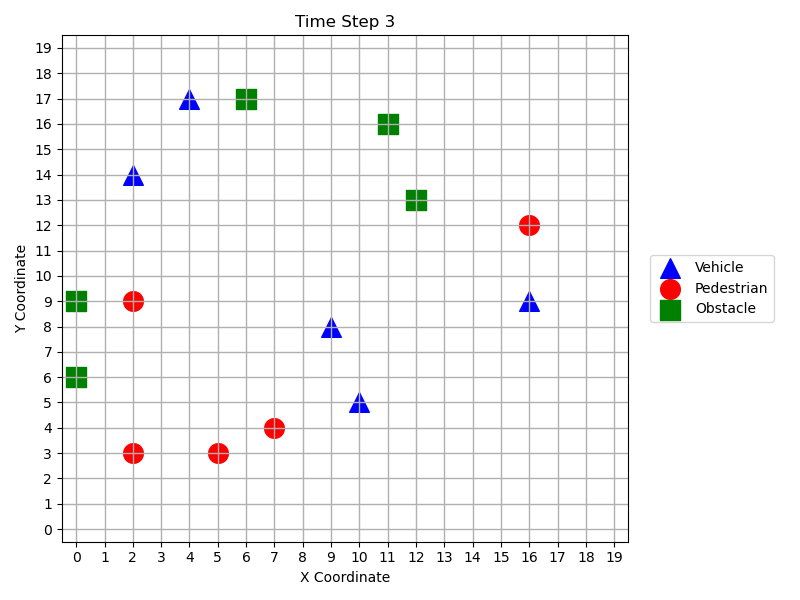 Time Step 3
19
18
17
16
15
14
13
12
11
10
9
8
7
6
5
4
3
2
1
0
Y Coordinate
0 1 2 3 4 5 6 7 8 9 10 11 12 13 14 15 16 17 18 19
X Coordinate
Vehicle
Pedestrian
Obstacle